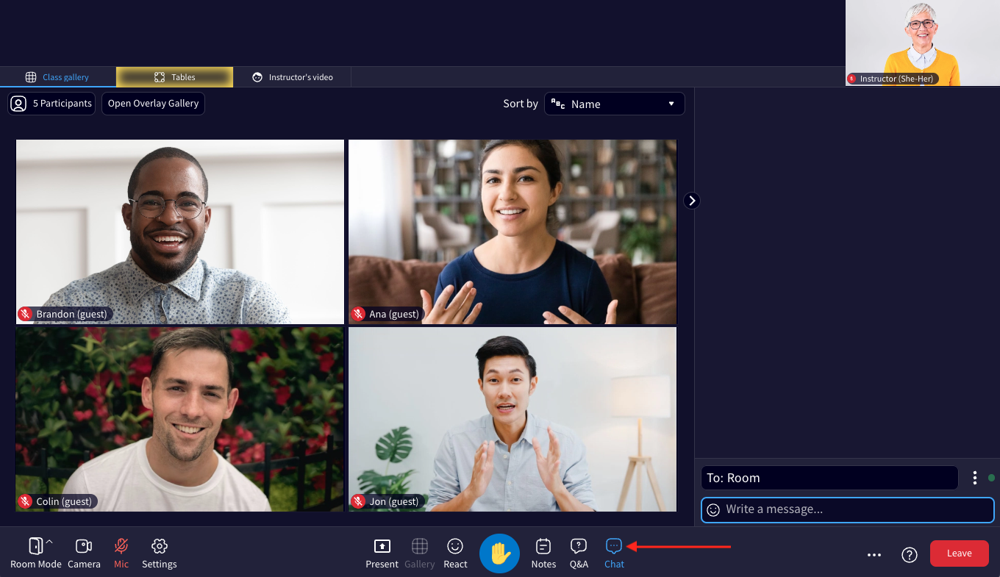 Instructor (She-Her)
Class gallery
Tables
Instructor's video
5 Participants
Open Overlay Gallery
Sort by
ABC Name
Brandon (guest)
Ana (guest)
Colin (guest)
Jon (guest)
To: Room
Write a message...
Room Mode
Camera
Mic
Settings
Present
Gallery
React
Notes
Q&A
Chat
Leave